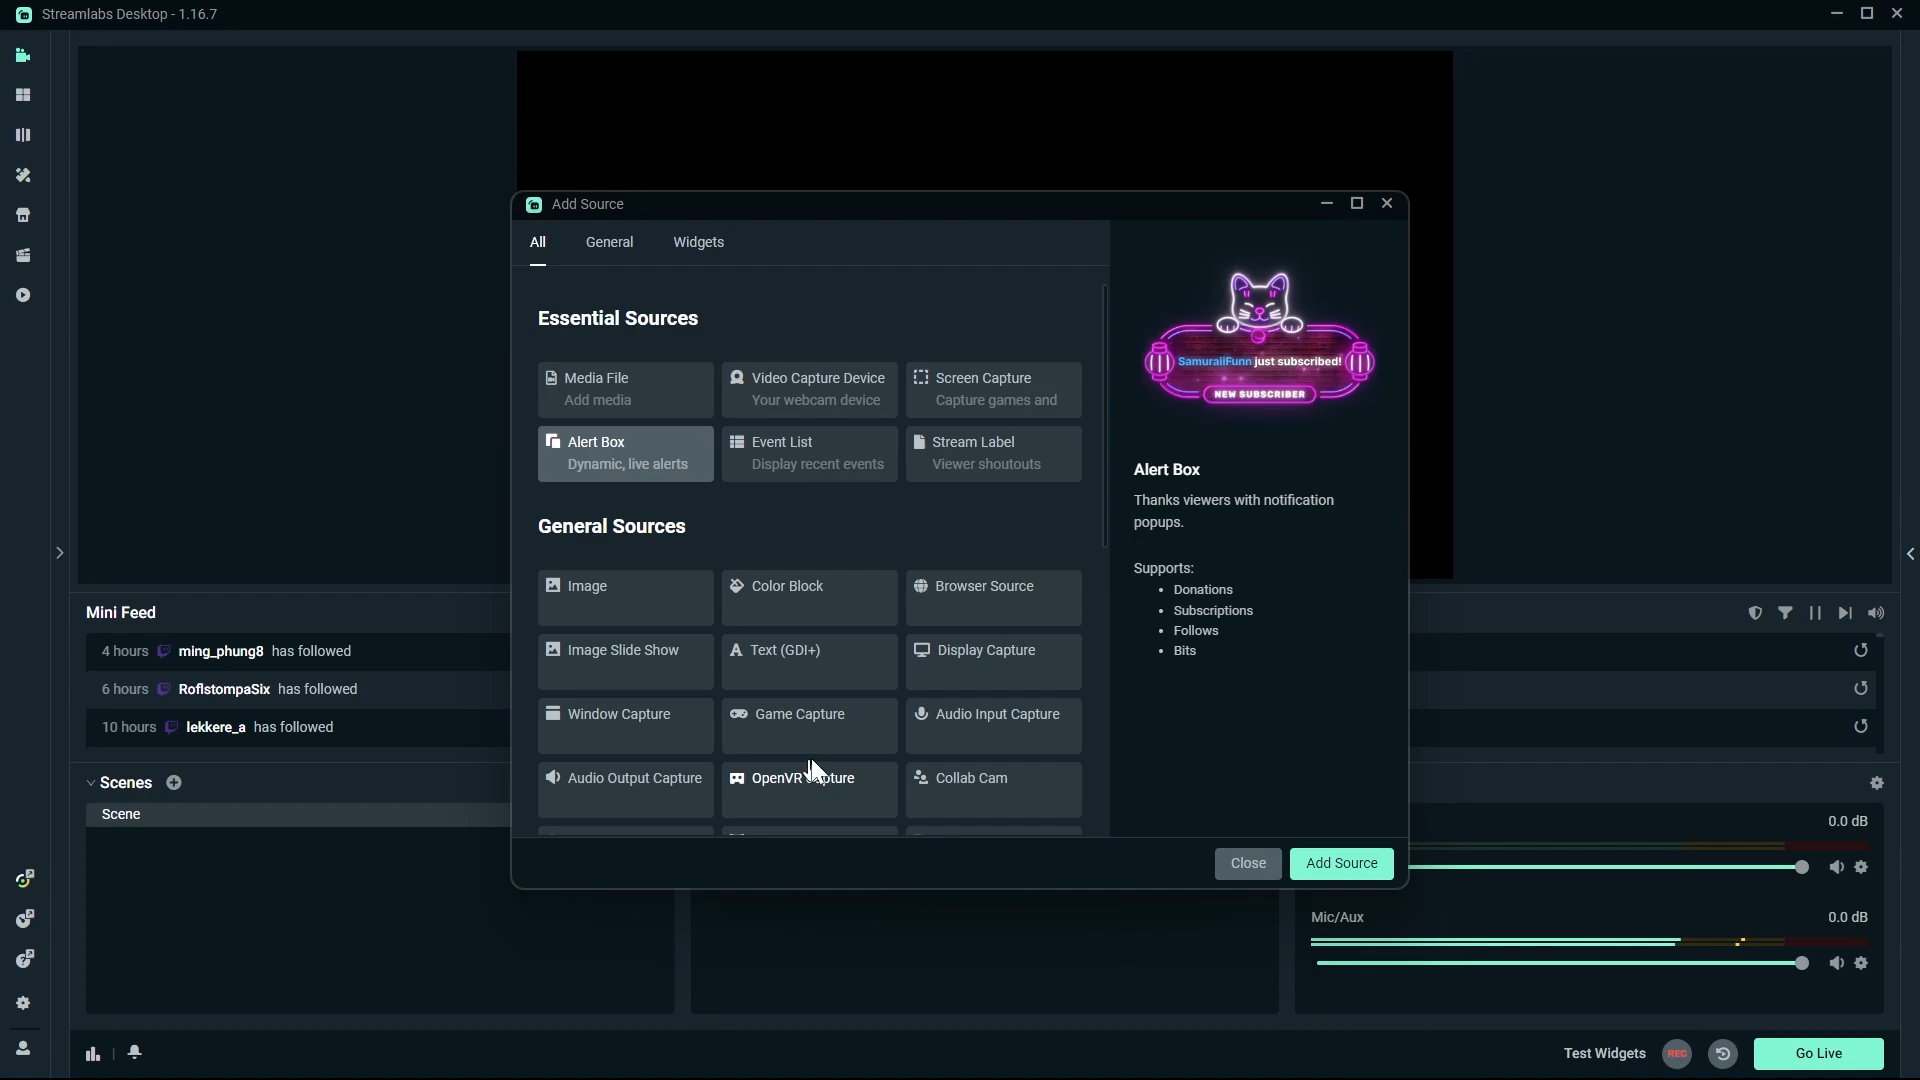 Streamlabs Desktop - 1.16.7
Add Source
All General Widgets
Essential Sources
Media File
Add media
Video Capture Device
Your webcam device
Screen Capture
Capture games and
Alert Box
Dynamic, live alerts
Event List
Display recent events
Stream Label
Viewer shoutouts
General Sources
Image
Color Block
Browser Source
Image Slide Show
Text (GDI+)
Display Capture
Window Capture
Game Capture
Audio Input Capture
Audio Output Capture
OpenVR Capture
Collab Cam
SamuraiiFunn just subscribed!
NEW SUBSCRIBER
Alert Box
Thanks viewers with notification
popups.
Supports:
• Donations
• Subscriptions
• Follows
• Bits
Close
Add Source
Mini Feed
4 hours ming_phung8 has followed
6 hours RoflstompaSix has followed
10 hours lekkere_a has followed
Scenes
Scene
0.0 dB
Mic/Aux 0.0 dB
Test Widgets
REC
Go Live